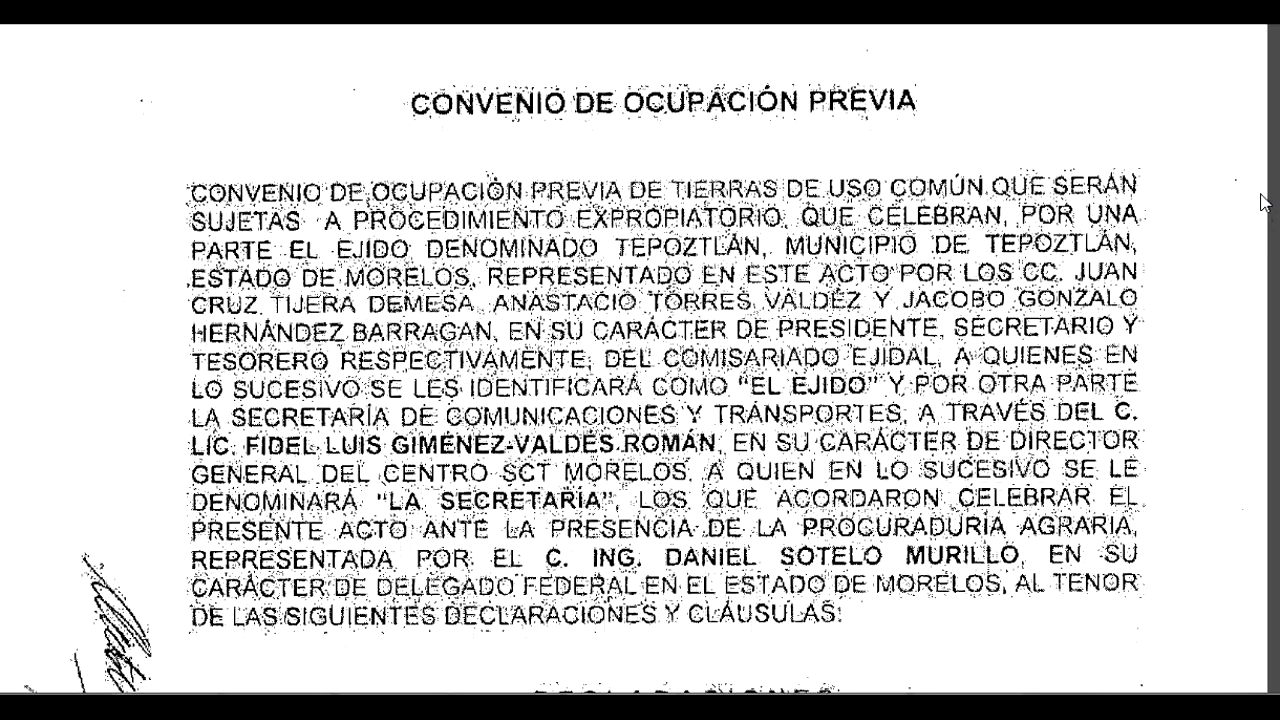 CONVENIO DE OCUPACIÓN PREVIA
CONVENIO DE OCUPACIÓN PREVIA DE TIERRAS DE USO COMÚN QUE SERÁN
SUJETAS A PROCEDIMIENTO EXPROPIATORIO, QUE CELEBRAN, POR UNA
PARTE EL EJIDO DENOMINADO TEPOZTLÁN, MUNICIPIO DE TEPOZTLÁN,
ESTADO DE MORELOS, REPRESENTADO EN ESTE ACTO POR LOS CC. JUAN
CRUZ TIJERA DEMESA, ANASTACIO TORRES VALDÉZ Y JACOBO GONZALO
HERNÁNDEZ BARRAGAN, EN SU CARÁCTER DE PRESIDENTE, SECRETARIO Y
TESORERO RESPECTIVAMENTE, DEL COMISARIADO EJIDAL, A QUIENES EN
LO SUCESIVO SE LES IDENTIFICARÁ COMO "EL EJIDO" Y POR OTRA PARTE
LA SECRETARÍA DE COMUNICACIONES Y TRANSPORTES, A TRAVÉS DEL C.
LIC. FIDEL LUIS GIMÉNEZ-VALDÉS ROMÁN, EN SU CARÁCTER DE DIRECTOR
GENERAL DEL CENTRO SCT MORELOS, A QUIEN EN LO SUCESIVO SE LE
DENOMINARÁ "LA SECRETARÍA", LOS QUE ACORDARON CELEBRAR EL
PRESENTE ACTO ANTE LA PRESENCIA DE LA PROCURADURÍA AGRARIA,
REPRESENTADA POR EL C. ING. DANIEL SOTELO MURILLO, EN SU
CARÁCTER DE DELEGADO FEDERAL EN EL ESTADO DE MORELOS, AL TENOR
DE LAS SIGUIENTES DECLARACIONES Y CLÁUSULAS: